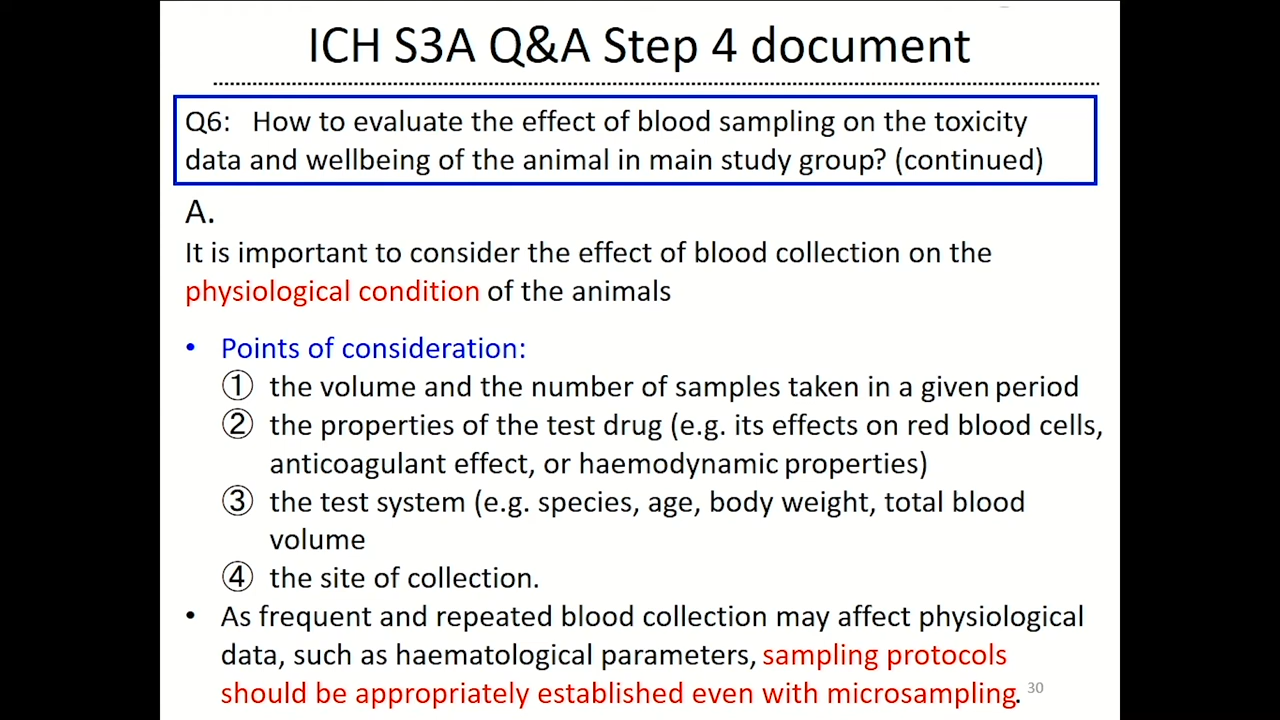 ICH S3A Q&A Step 4 document
Q6: How to evaluate the effect of blood sampling on the toxicity
data and wellbeing of the animal in main study group? (continued)
A.
It is important to consider the effect of blood collection on the
physiological condition of the animals
• Points of consideration:
① the volume and the number of samples taken in a given period
② the properties of the test drug (e.g. its effects on red blood cells,
anticoagulant effect, or haemodynamic properties)
③ the test system (e.g. species, age, body weight, total blood
volume
④ the site of collection.
• As frequent and repeated blood collection may affect physiological
data, such as haematological parameters, sampling protocols
should be appropriately established even with microsampling. 30